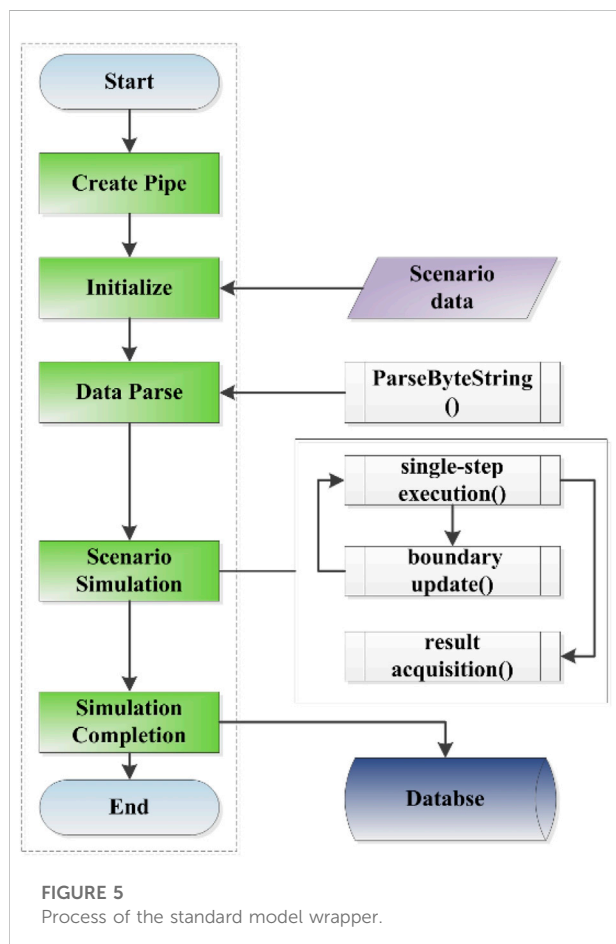 Start
Create Pipe
Initialize
Scenario
data
Data Parse
ParseByteString
()
single-step
execution()
Scenario
Simulation
boundary
update()
result
acquisition()
Simulation
Completion
Databse
End
FIGURE 5
Process of the standard model wrapper.